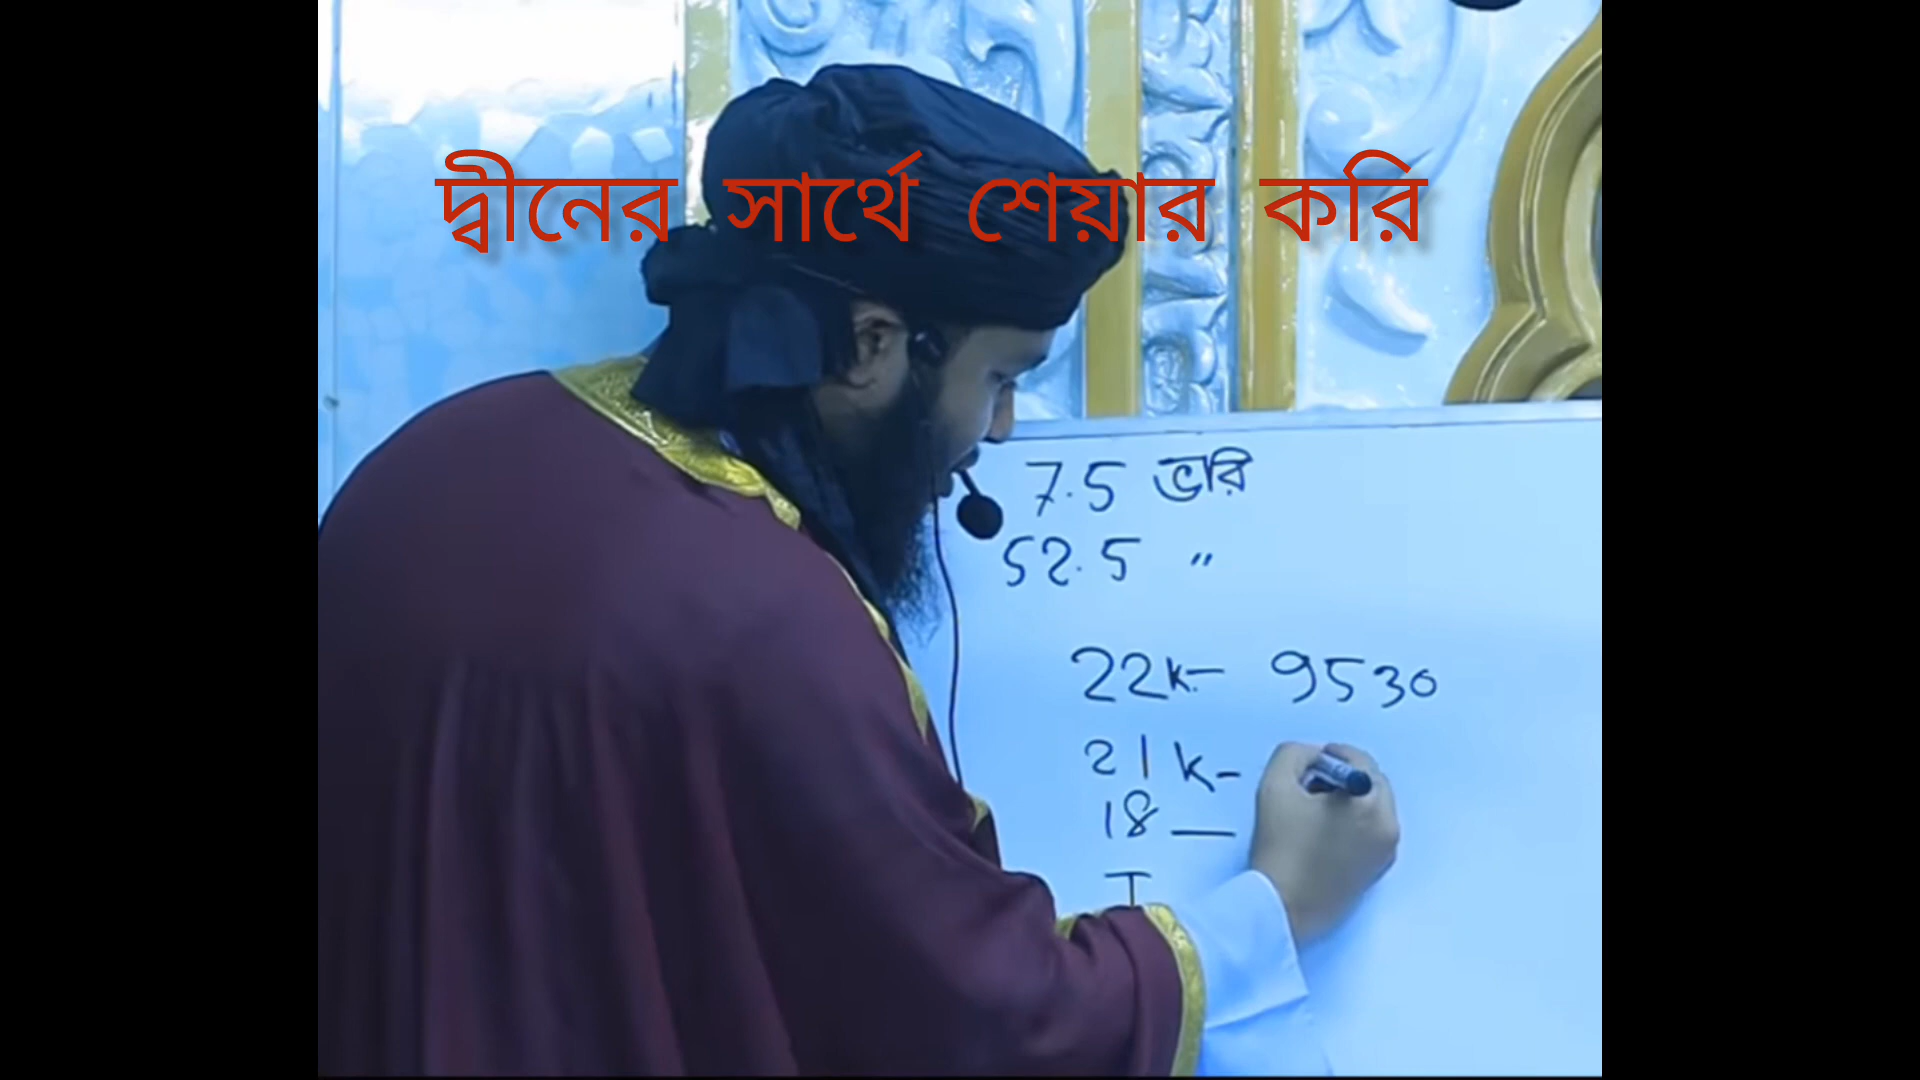 দ্বীনের সার্থে শেয়ার করি
7.5 ভরি
52.5 "
22k- 9530
21k-
18 —
T